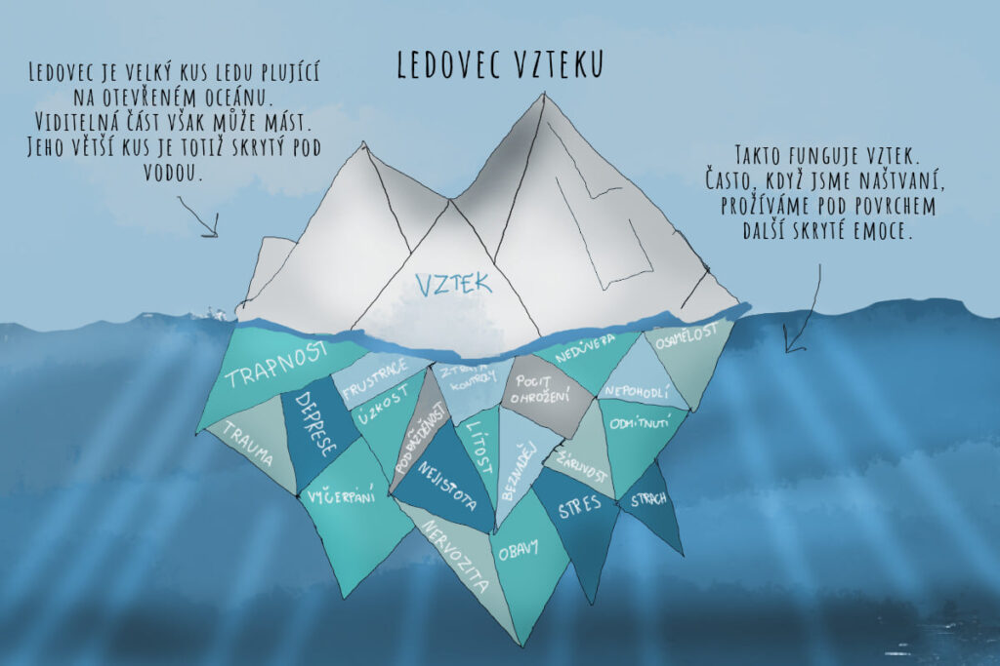 LEDOVEC VZTEKU
LEDOVEC JE VELKÝ KUS LEDU PLUJÍCÍ
NA OTEVŘENÉM OCEÁNU.
VIDITELNÁ ČÁST VŠAK MŮŽE MÁST.
JEHO VĚTŠÍ KUS JE TOTIŽ SKRYTÝ POD
VODOU.
TAKTO FUNGUJE VZTEK.
ČASTO, KDYŽ JSME NAŠTVANÍ,
PROŽÍVÁME POD POVRCHEM
DALŠÍ SKRYTÉ EMOCE.
VZTEK
TRAPNOST
FRUSTRACE
ZTRÁTA
KONTROLY
POCIT
OHROŽENÍ
NEDŮVĚRA
OSAMĚLOST
NEPOHODLÍ
DEPRESE
ÚZKOST
PODRÁŽDĚNOST
LÍTOST
BEZNADĚJ
ODMÍTNUTÍ
TRAUMA
NEJISTOTA
ŽÁRLIVOST
VYČERPÁNÍ
STRES
STRACH
NERVOZITA
OBAVY